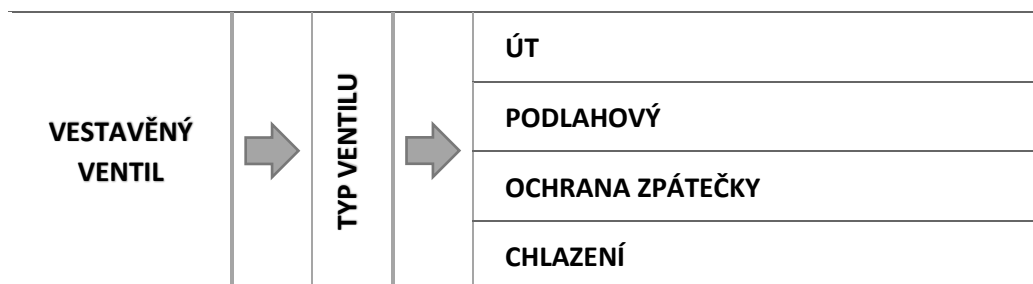 VESTAVĚNÝ
VENTIL
TYP VENTILU
ÚT
PODLAHOVÝ
OCHRANA ZPÁTEČKY
CHLAZENÍ